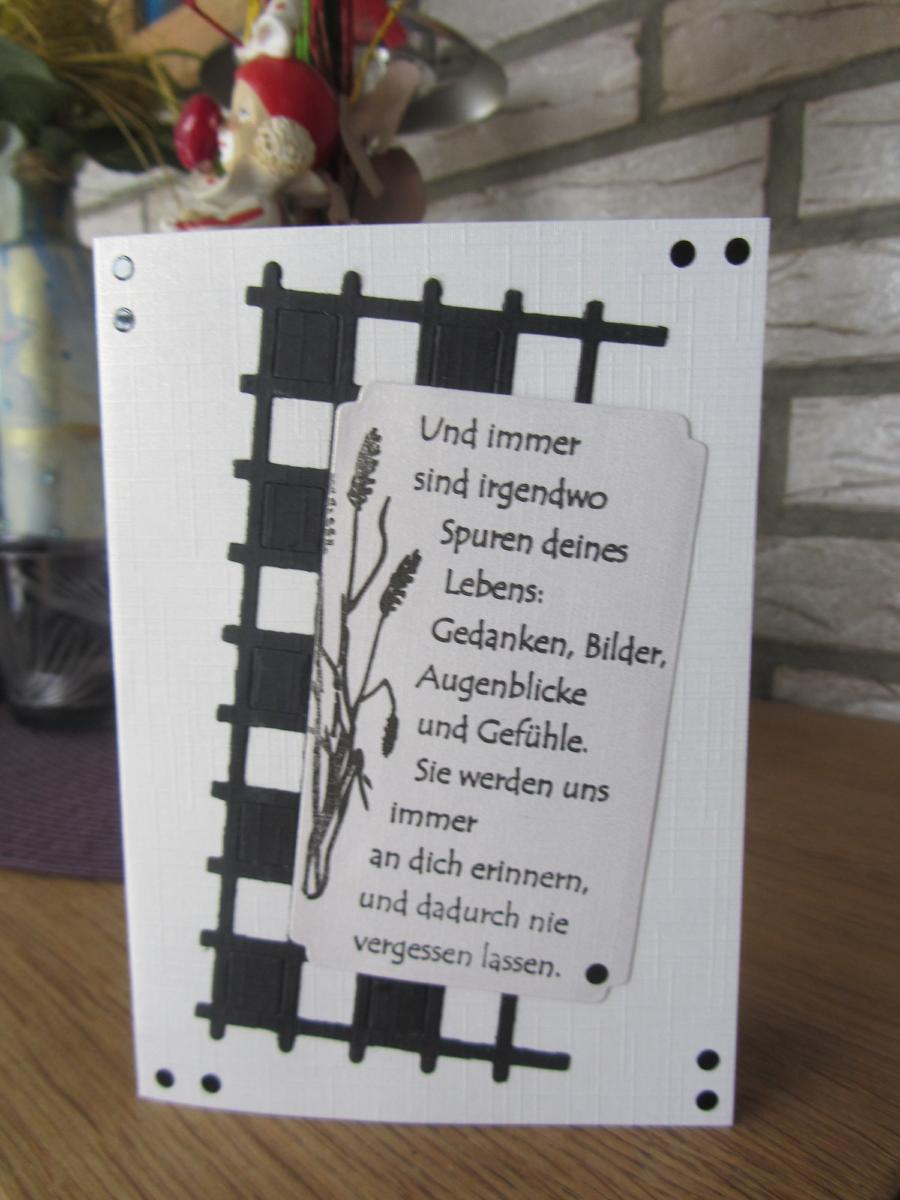 Und immer
sind irgendwo
Spuren deines
Lebens:
Gedanken, Bilder,
Augenblicke
und Gefühle.
Sie werden uns
immer
an dich erinnern,
und dadurch nie
vergessen lassen.